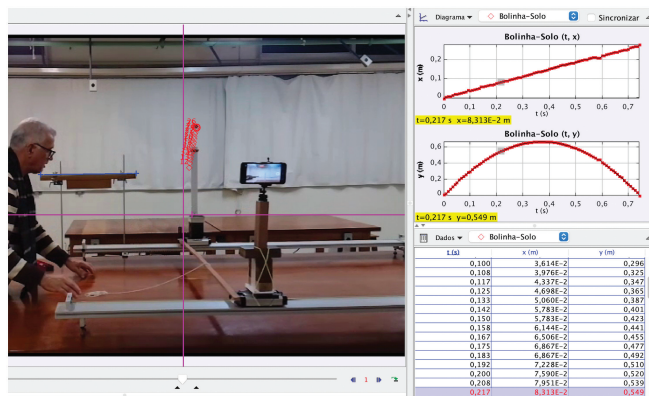 Diagrama Bolinha-Solo Sincronizar
Bolinha-Solo (t, x)
x (m)
0,2
0,1
0
0 0,1 0,2 0,3 0,4 0,5 0,6 0,7
t (s)
t=0,217 s x=8,313E-2 m
Bolinha-Solo (t, y)
y (m)
0,6
0,4
0,2
0
0 0,1 0,2 0,3 0,4 0,5 0,6 0,7
t (s)
t=0,217 s y=0,549 m
Dados Bolinha-Solo
t (s) x (m) y (m)
0,100 3,614E-2 0,296
0,108 3,976E-2 0,325
0,117 4,337E-2 0,347
0,125 4,698E-2 0,365
0,133 5,060E-2 0,387
0,142 5,783E-2 0,401
0,150 5,783E-2 0,423
0,158 6,144E-2 0,441
0,167 6,506E-2 0,455
0,175 6,867E-2 0,477
0,183 6,867E-2 0,492
0,192 7,228E-2 0,510
0,200 7,590E-2 0,520
0,208 7,951E-2 0,539
0,217 8,313E-2 0,549
1